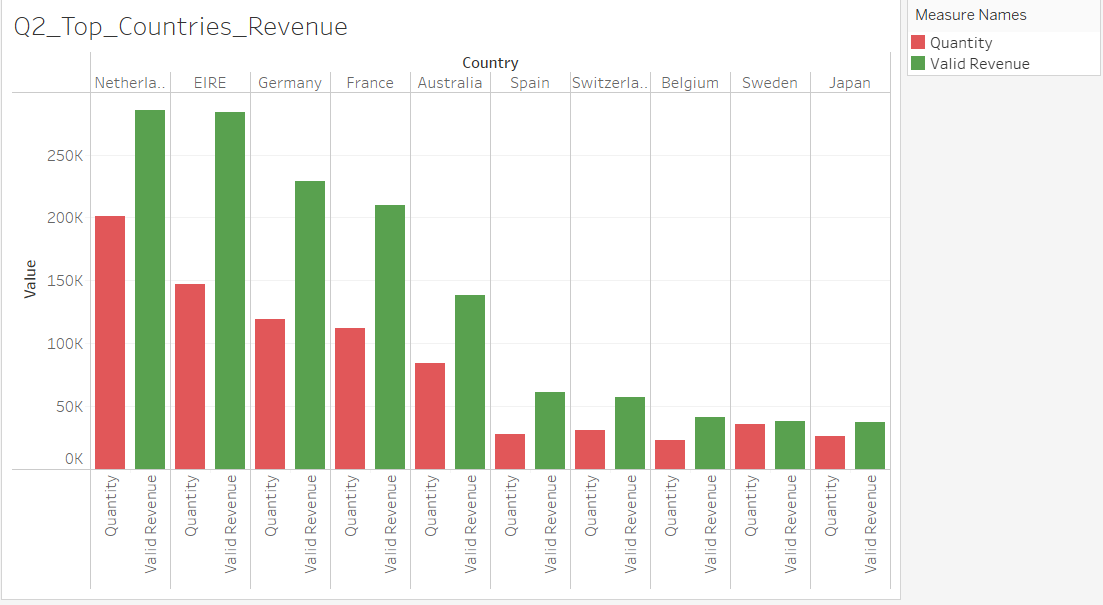 Q2_Top_Countries_Revenue
Measure Names
Quantity
Valid Revenue
Country
Netherla.. EIRE Germany France Australia Spain Switzerla.. Belgium Sweden Japan
Value
250K
200K
150K
100K
50K
0K
Quantity Valid Revenue Quantity Valid Revenue Quantity Valid Revenue Quantity Valid Revenue Quantity Valid Revenue Quantity Valid Revenue Quantity Valid Revenue Quantity Valid Revenue Quantity Valid Revenue Quantity Valid Revenue